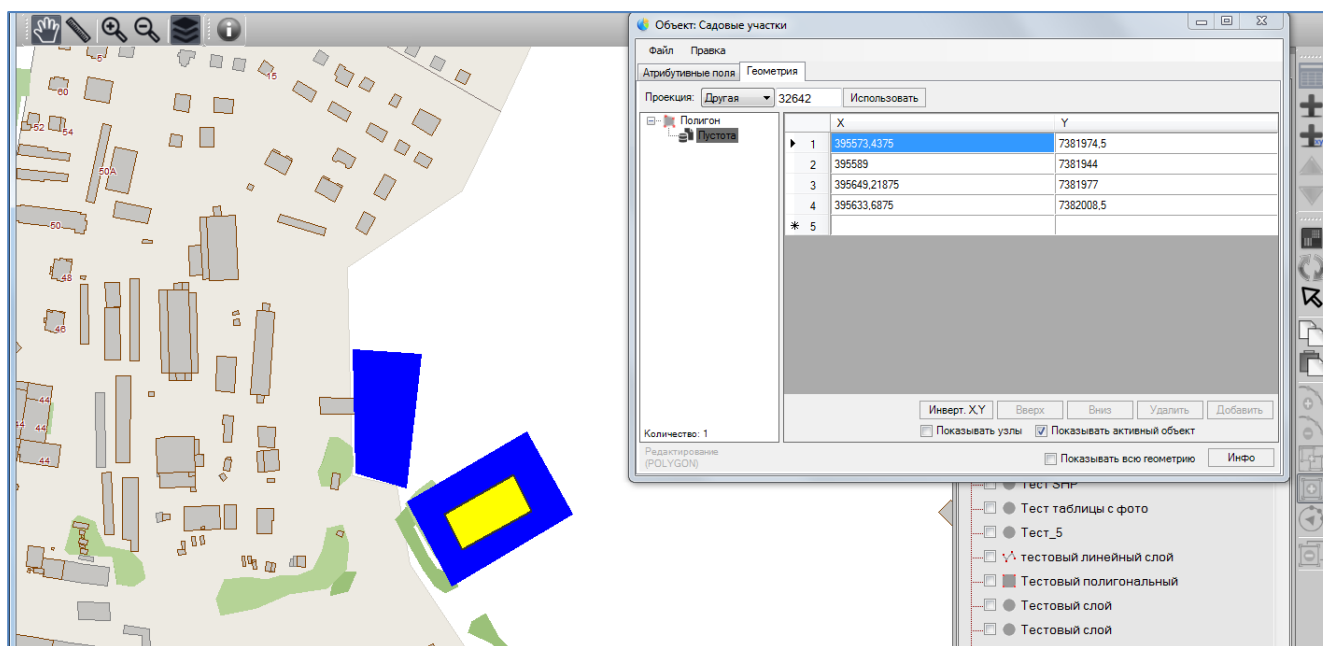 Объект: Садовые участки
Файл Правка
Атрибутивные поля Геометрия
Проекция: Другая 32642 Использовать
Полигон
Пустота
X Y
1 395573,4375 7381974,5
2 395589 7381944
3 395649,21875 7381977
4 395633,6875 7382008,5
5
Инверт. X,Y Вверх Вниз Удалить Добавить
Показывать узлы Показывать активный объект
Количество: 1
Редактирование
(POLYGON)
Показывать всю геометрию Инфо
Тест SHP
Тест таблицы с фото
Тест_5
тестовый линейный слой
Тестовый полигональный
Тестовый слой
Тестовый слой
15
60
52 54
50А
50
48
46
44
44 44
44